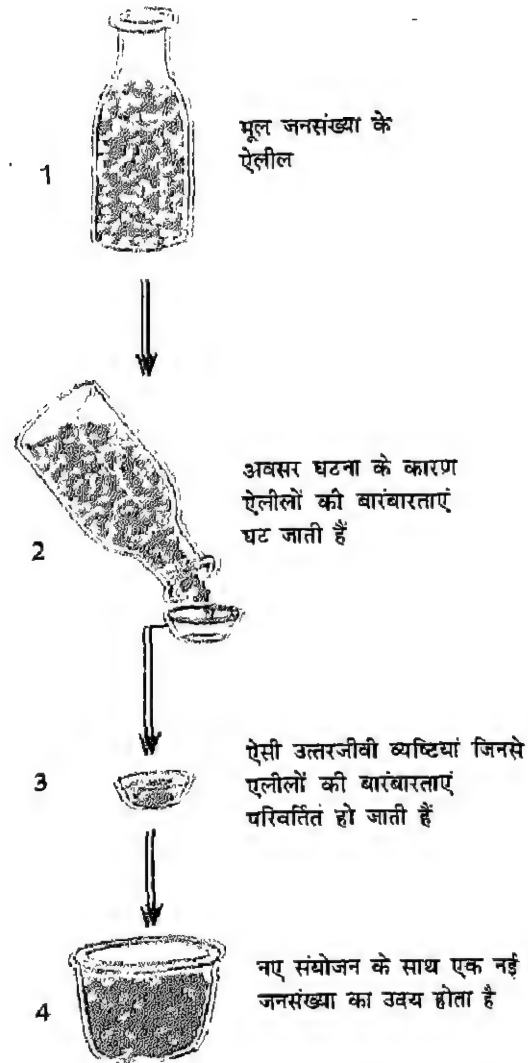 1
मूल जनसंख्या के
ऐलील
2
अवसर घटना के कारण
ऐलीलों की बारंबारताएं
घट जाती हैं
3
ऐसी उत्तरजीवी व्यष्टियां जिनसे
एलीलों की बारंबारताएं
परिवर्तित हो जाती हैं
4
नए संयोजन के साथ एक नई
जनसंख्या का उदय होता है